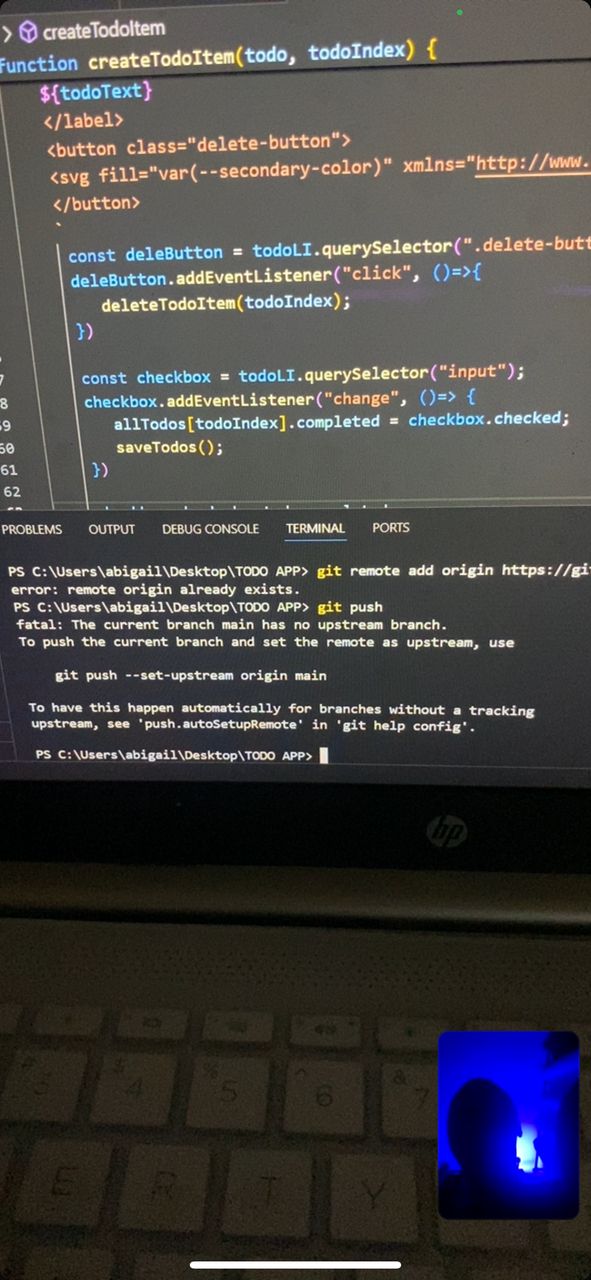 createTodoItem
function createTodoItem(todo, todoIndex) {
${todoText}
</label>
<button class="delete-button">
<svg fill="var(--secondary-color)" xmlns="http://www.
</button>
`
const deleButton = todoLI.querySelector(".delete-butt
deleButton.addEventListener("click", ()=>{
deleteTodoItem(todoIndex);
})
const checkbox = todoLI.querySelector("input");
8 checkbox.addEventListener("change", ()=> {
59 allTodos[todoIndex].completed = checkbox.checked;
60 saveTodos();
61 })
62
PROBLEMS OUTPUT DEBUG CONSOLE TERMINAL PORTS
PS C:\Users\abigail\Desktop\TODO APP> git remote add origin https://gi
error: remote origin already exists.
PS C:\Users\abigail\Desktop\TODO APP> git push
fatal: The current branch main has no upstream branch.
To push the current branch and set the remote as upstream, use
git push --set-upstream origin main
To have this happen automatically for branches without a tracking
upstream, see 'push.autoSetupRemote' in 'git help config'.
PS C:\Users\abigail\Desktop\TODO APP>
hp
4 5 6 7
E R T Y